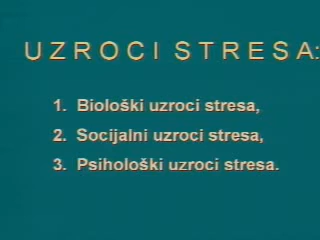 UZROCI STRESA:
1. Biološki uzroci stresa,
2. Socijalni uzroci stresa,
3. Psihološki uzroci stresa.